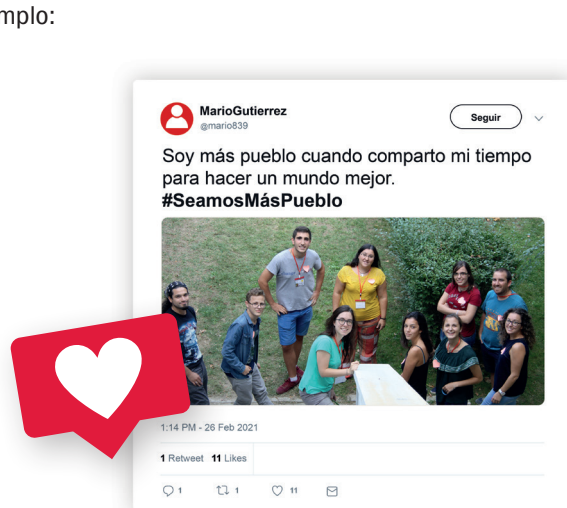 mplo:
MarioGutierrez
@mario839
Seguir
Soy más pueblo cuando comparto mi tiempo
para hacer un mundo mejor.
#SeamosMásPueblo
1:14 PM - 26 Feb 2021
1 Retweet 11 Likes
1 1 11